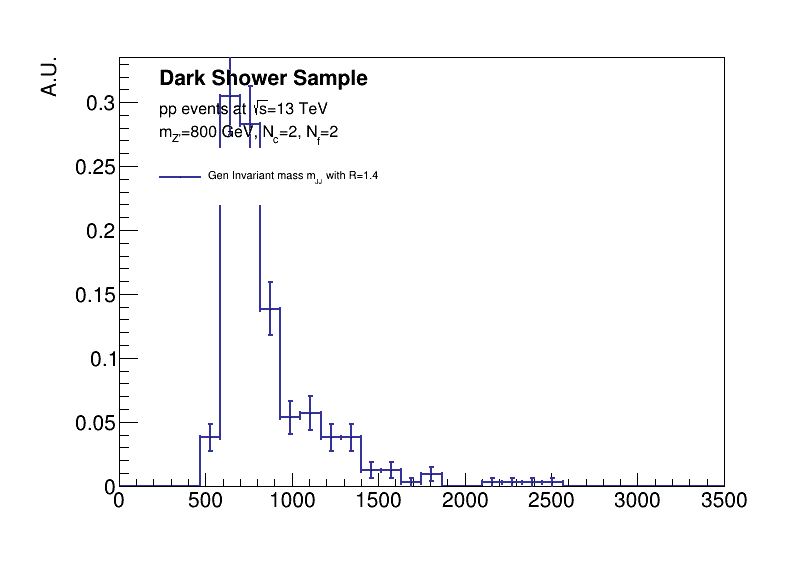 A.U.
Dark Shower Sample
pp events at √s=13 TeV
m_Z'=800 GeV, N_c=2, N_f=2
Gen Invariant mass m_JJ with R=1.4
0.3
0.25
0.2
0.15
0.1
0.05
0
0 500 1000 1500 2000 2500 3000 3500